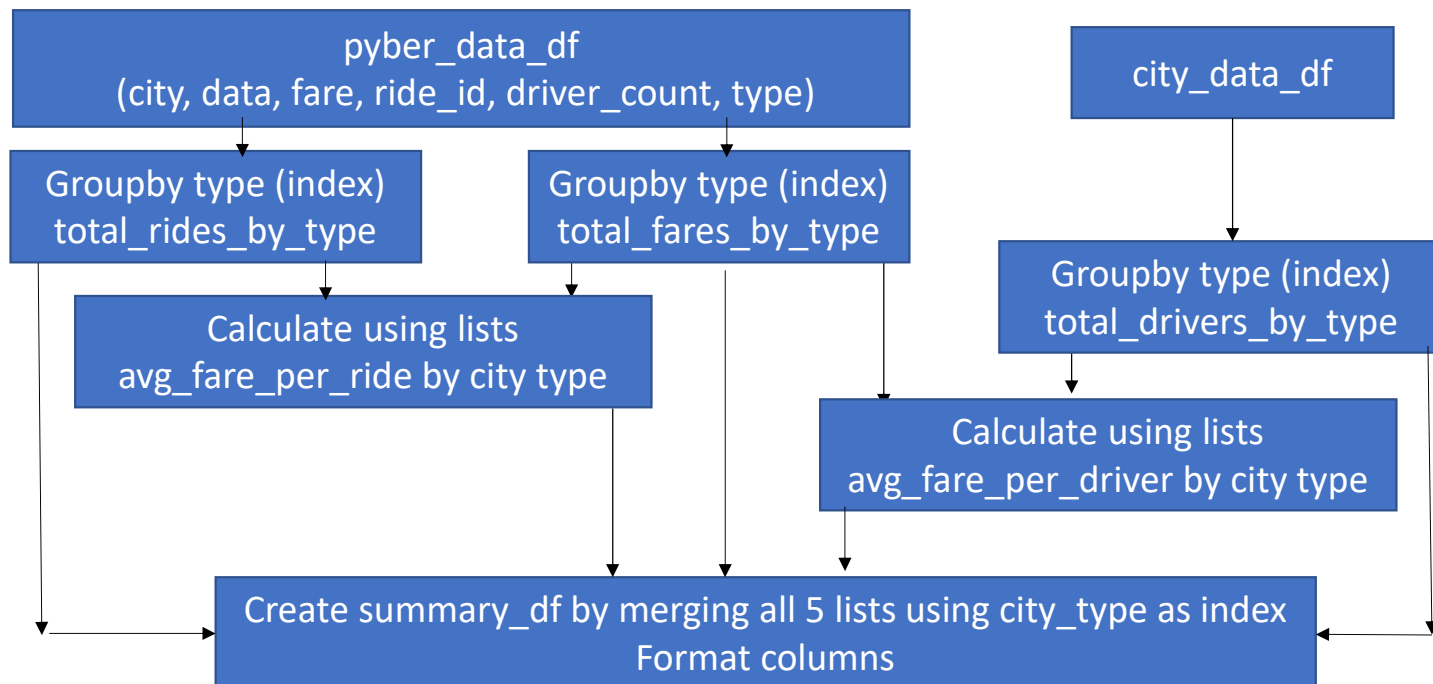 pyber_data_df
(city, data, fare, ride_id, driver_count, type)
city_data_df
Groupby type (index)
total_rides_by_type
Groupby type (index)
total_fares_by_type
Groupby type (index)
total_drivers_by_type
Calculate using lists
avg_fare_per_ride by city type
Calculate using lists
avg_fare_per_driver by city type
Create summary_df by merging all 5 lists using city_type as index
Format columns